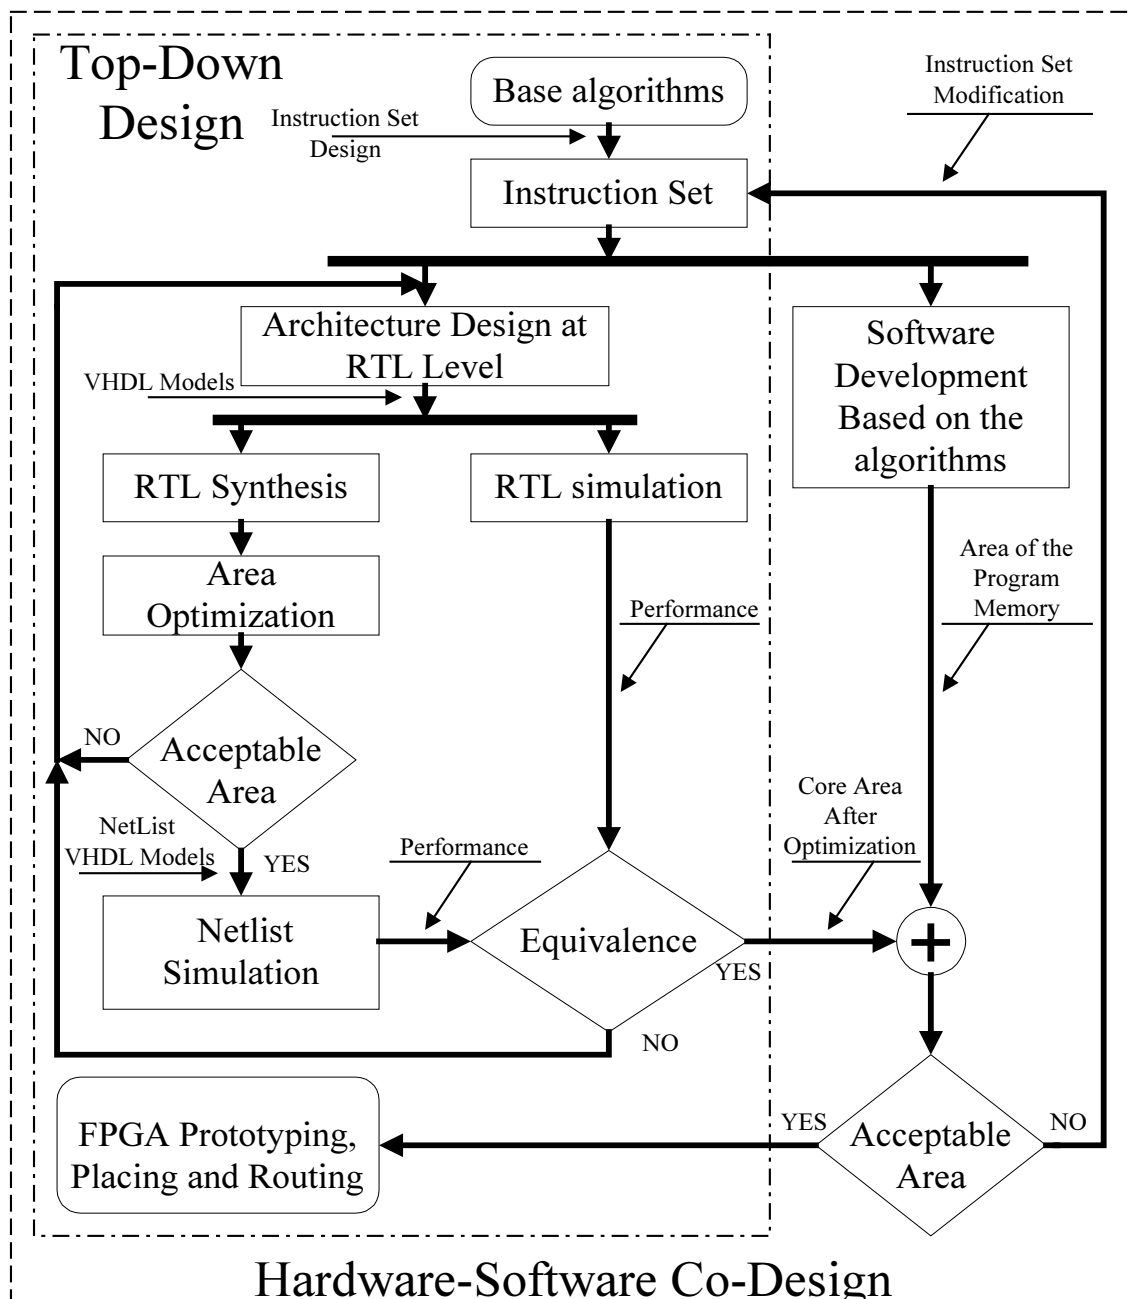 Top-Down
Design
Base algorithms
Instruction Set
Modification
Instruction Set
Design
Instruction Set
Architecture Design at
RTL Level
Software
Development
Based on the
algorithms
VHDL Models
RTL Synthesis
RTL simulation
Area
Optimization
Area of the
Program
Memory
Performance
NO
Acceptable
Area
NetList
VHDL Models
YES
Performance
Core Area
After
Optimization
Netlist
Simulation
Equivalence
YES
NO
FPGA Prototyping,
Placing and Routing
YES
Acceptable
Area
NO
Hardware-Software Co-Design